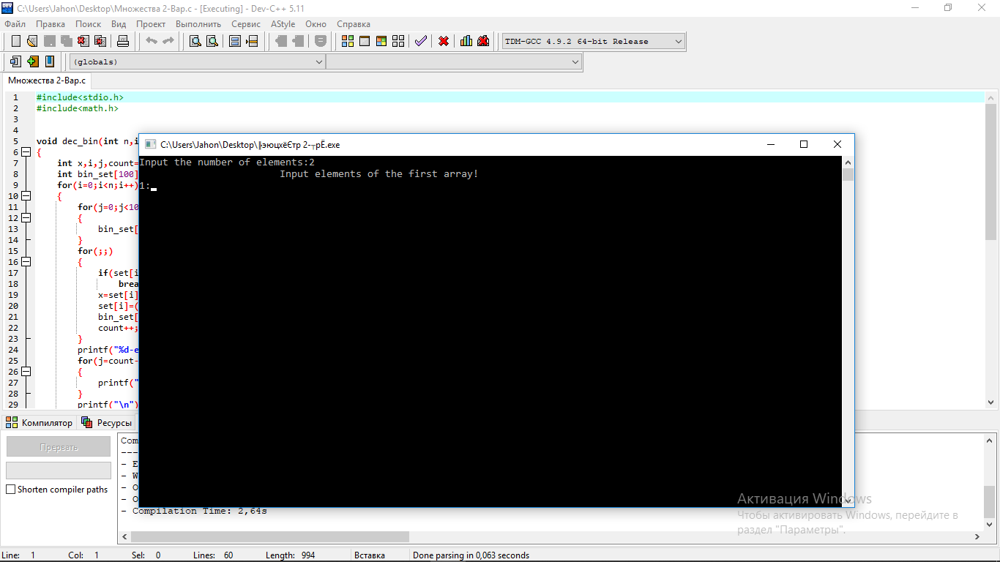 C:\Users\Jahon\Desktop\Множества 2-Вар.c - [Executing] - Dev-C++ 5.11
Файл Правка Поиск Вид Проект Выполнить Сервис AStyle Окно Справка
TDM-GCC 4.9.2 64-bit Release
(globals)
Множества 2-Вар.c
1 #include<stdio.h>
2 #include<math.h>
3
4
5 void dec_bin(int n,i
6 {
7 int x,i,j,count=
8 int bin_set[100]
9 for(i=0;i<n;i++)
10 {
11 for(j=0;j<10
12 {
13 bin_set[
14 }
15 for(;;)
16 {
17 if(set[i
18 brea
19 x=set[i]
20 set[i]=(
21 bin_set[
22 count++;
23 }
24 printf("%d-e
25 for(j=count-
26 {
27 printf("
28 }
29 printf("\n")
C:\Users\Jahon\Desktop\╠эюцхёЄтр 2-┬рЁ.exe
Input the number of elements:2
Input elements of the first array!
1:
Компилятор Ресурсы
Прервать
Shorten compiler paths
Com
---
- E
- W
- O
- O
- Compilation Time: 2,64s
Активация Windows
Чтобы активировать Windows, перейдите в
раздел "Параметры".
Line: 1 Col: 1 Sel: 0 Lines: 60 Length: 994 Вставка Done parsing in 0,063 seconds